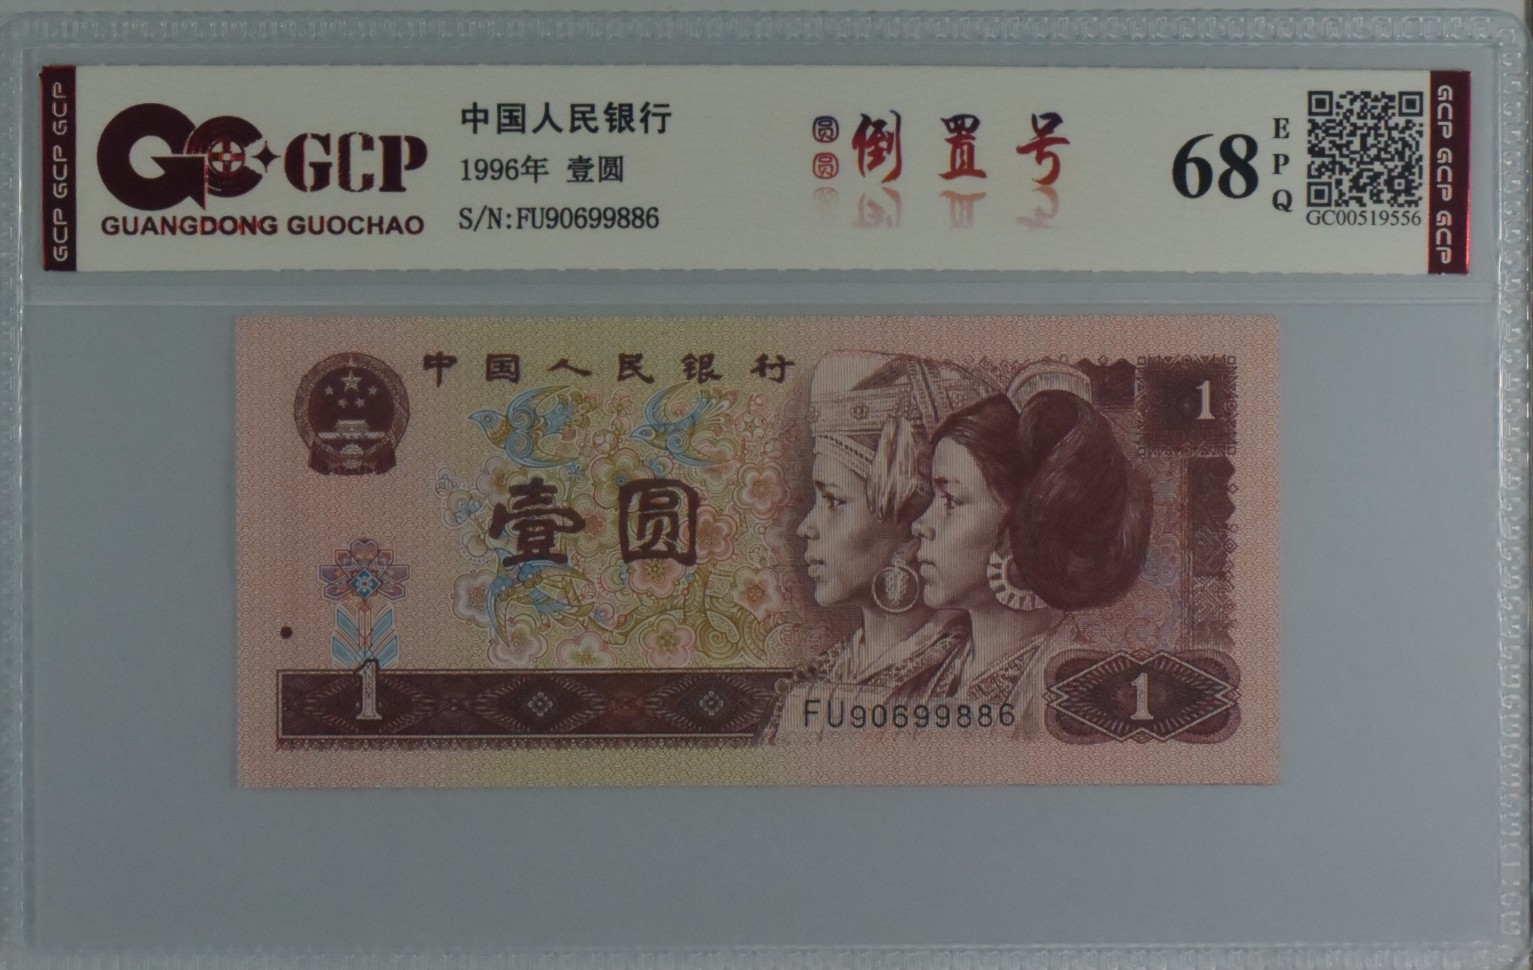 GCP GCP GCP
GCP
GUANGDONG GUOCHAO
中国人民银行
1996年 壹圆
S/N:FU90699886
圆
圆
倒置号
68
E
P
Q
GC00519556
GCP GCP GCP
中国人民银行
1
壹圆
1
FU90699886
1